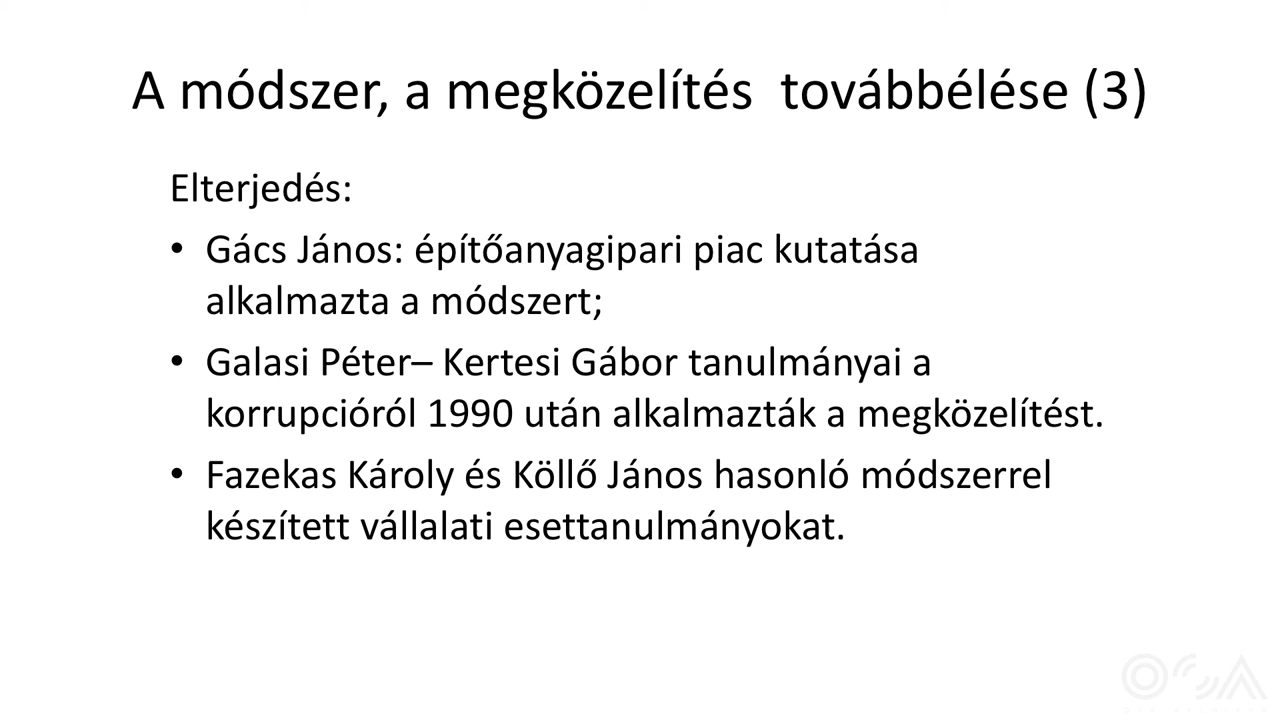 A módszer, a megközelítés  továbbélése (3)
Elterjedés:
• Gács János: építőanyagipari piac kutatása
alkalmazta a módszert;
• Galasi Péter– Kertesi Gábor tanulmányai a
korrupcióról 1990 után alkalmazták a megközelítést.
• Fazekas Károly és Köllő János hasonló módszerrel
készített vállalati esettanulmányokat.